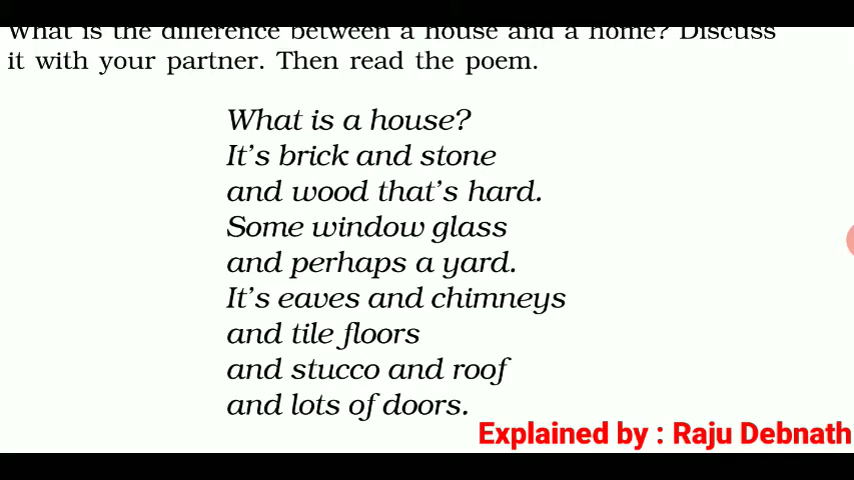 What is the difference between a house and a home? Discuss
it with your partner. Then read the poem.
What is a house?
It's brick and stone
and wood that's hard.
Some window glass
and perhaps a yard.
It's eaves and chimneys
and tile floors
and stucco and roof
and lots of doors.
Explained by : Raju Debnath